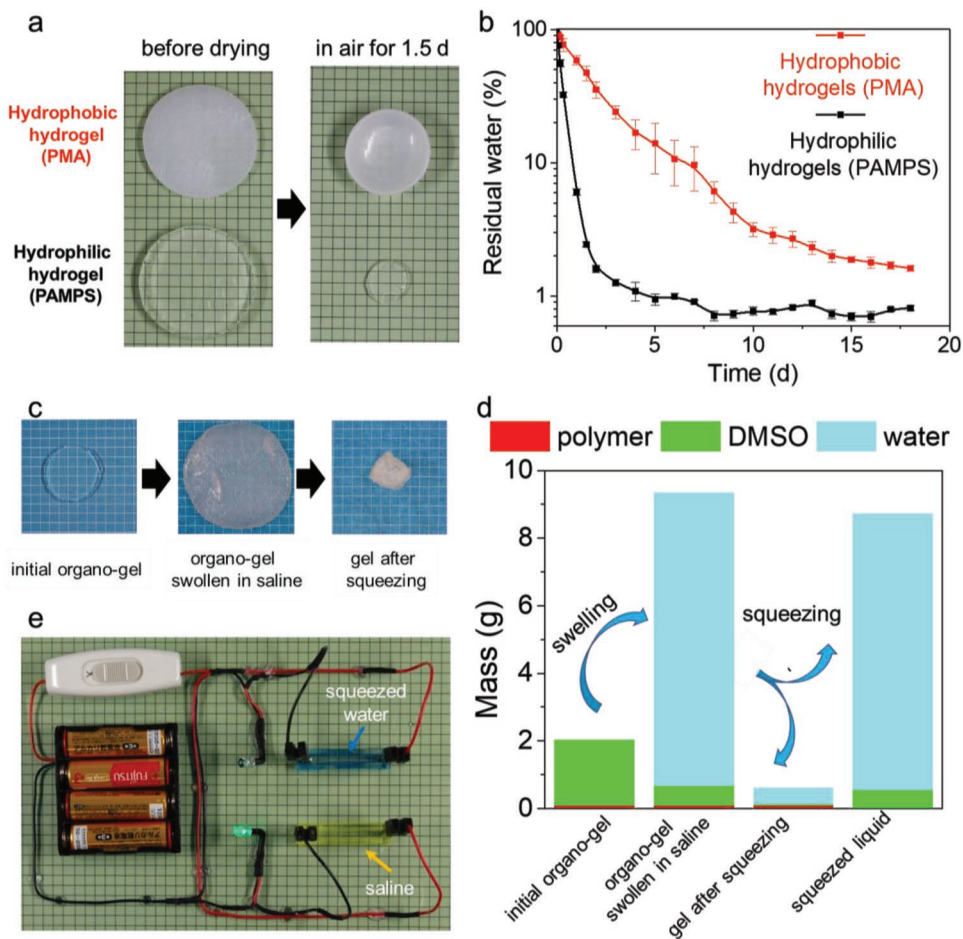 a
before drying
in air for 1.5 d
Hydrophobic
hydrogel
(PMA)
Hydrophilic
hydrogel
(PAMPS)
b
Residual water (%)
100
10
1
0
5
10
15
20
Time (d)
Hydrophobic
hydrogels (PMA)
Hydrophilic
hydrogels (PAMPS)
c
initial organo-gel
organo-gel
swollen in saline
gel after
squeezing
d
polymer
DMSO
water
Mass (g)
10
8
6
4
2
0
swelling
squeezing
initial organo-gel
organo-gel
swollen in saline
gel after squeezing
squeezed liquid
e
squeezed
water
saline
FUJITSU